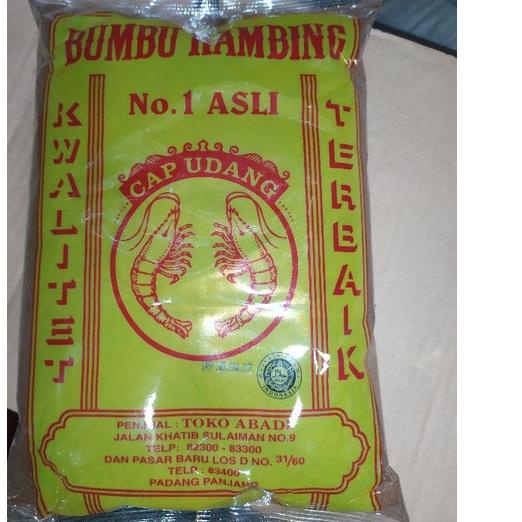 BUMBU KAMBING
No.1 ASLI
KWALITET
TERBAIK
CAP UDANG
INDONESIA
PENJUAL : TOKO ABADI
JALAN KHATIB SULAIMAN NO.9
TELP: 82300 - 83300
DAN PASAR BARU LOS D NO. 31/60
TELP : 83400
PADANG PANJANG